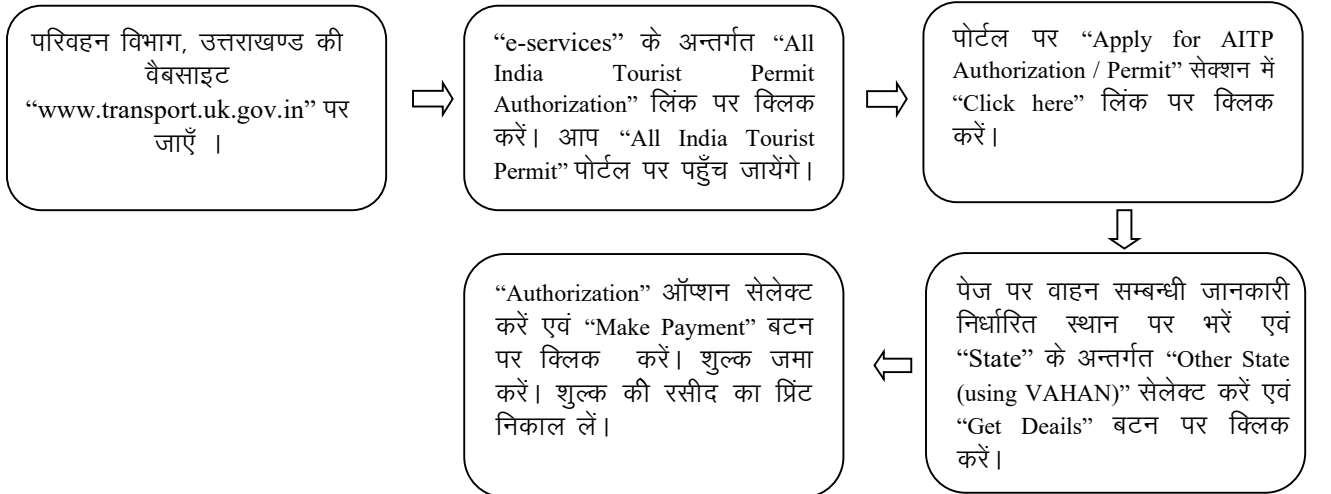 परिवहन विभाग, उत्तराखण्ड की
वैबसाइट
“www.transport.uk.gov.in” पर
जाएँ ।
“e-services” के अन्तर्गत “All
India Tourist Permit
Authorization” लिंक पर क्लिक
करें। आप “All India Tourist
Permit” पोर्टल पर पहुँच जायेंगे।
पोर्टल पर “Apply for AITP
Authorization / Permit” सेक्शन में
“Click here” लिंक पर क्लिक
करें।
पेज पर वाहन सम्बन्धी जानकारी
निर्धारित स्थान पर भरें एवं
“State” के अन्तर्गत “Other State
(using VAHAN)” सेलेक्ट करें एवं
“Get Deails” बटन पर क्लिक
करें।
“Authorization” ऑप्शन सेलेक्ट
करें एवं “Make Payment” बटन
पर क्लिक करें। शुल्क जमा
करें। शुल्क की रसीद का प्रिंट
निकाल लें।